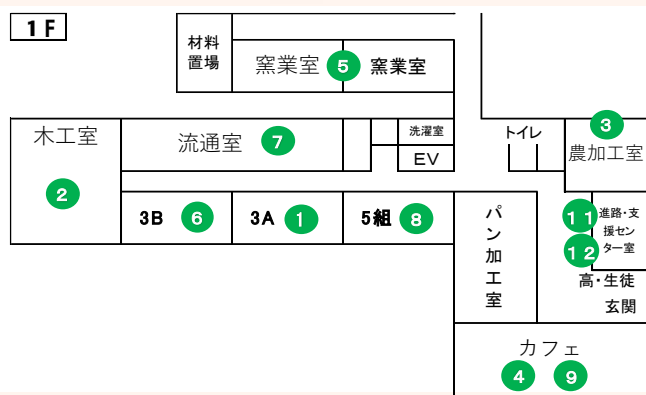 1F
材料
置場
窯業室 5 窯業室
木工室
2
流通室 7
洗濯室
EV
トイレ
3
農加工室
3B 6
3A 1
5組 8
パン加工室
11
12
進路・支
援セン
ター室
高・生徒
玄関
カフェ
4 9